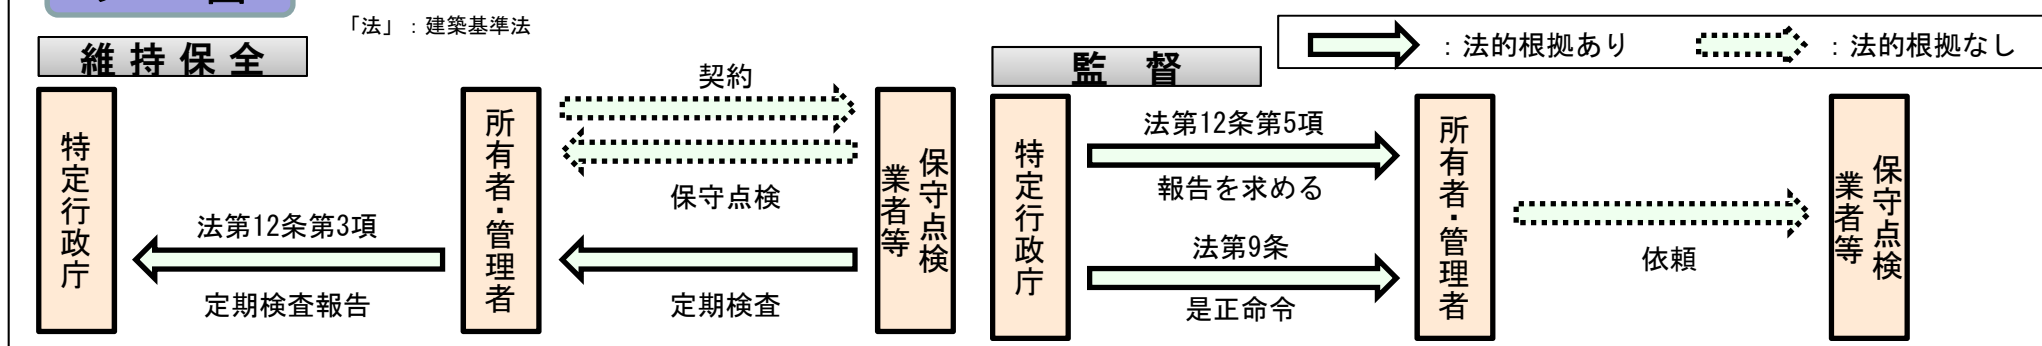 「法」：建築基準法
維持保全
特定行政庁
法第12条第3項
定期検査報告
所有者・管理者
契約
保守点検
定期検査
保守点検
業者等
監　督
：法的根拠あり
：法的根拠なし
特定行政庁
法第12条第5項
報告を求める
法第9条
是正命令
所有者・管理者
依頼
保守点検
業者等